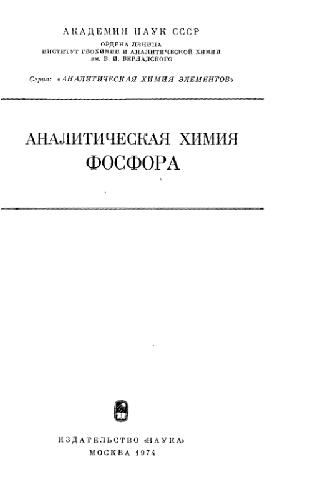 АКАДЕМИЯ НАУК СССР
ОРДЕНА ЛЕНИНА
ИНСТИТУТ ГЕОХИМИИ И АНАЛИТИЧЕСКОЙ ХИМИИ
им. В. И. ВЕРНАДСКОГО
Серия: «АНАЛИТИЧЕСКАЯ ХИМИЯ ЭЛЕМЕНТОВ»
АНАЛИТИЧЕСКАЯ ХИМИЯ
ФОСФОРА
ИЗДАТЕЛЬСТВО «НАУКА»
МОСКВА 1974